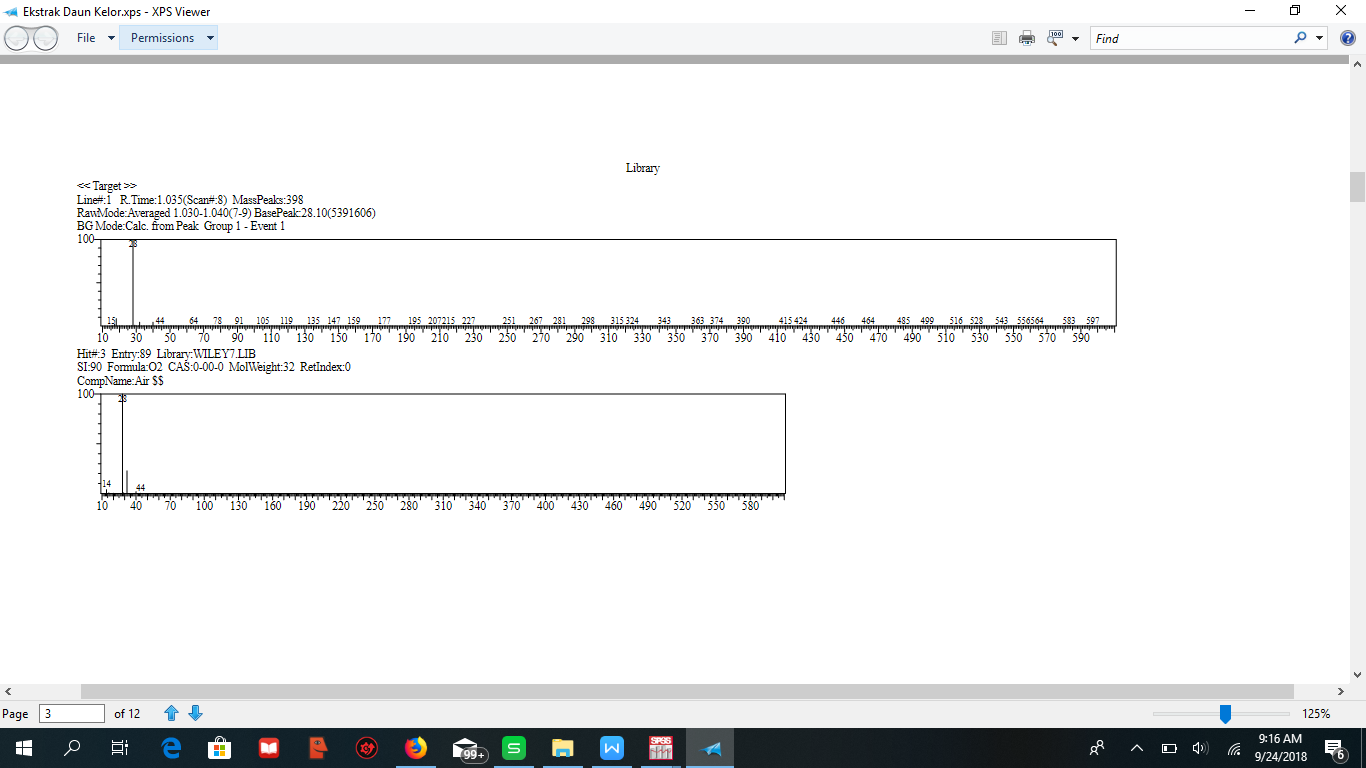 Ekstrak Daun Kelor.xps - XPS Viewer
File Permissions Find
Library
<< Target >>
Line#:1 R.Time:1.035(Scan#:8) MassPeaks:398
RawMode:Averaged 1.030-1.040(7-9) BasePeak:28.10(5391606)
BG Mode:Calc. from Peak Group 1 - Event 1
100
28
15 44 64 78 91 105 119 135 147 159 177 195 207 215 227 251 267 281 298 315 324 343 363 374 390 415 424 446 464 485 499 516 528 543 556 564 583 597
10 30 50 70 90 110 130 150 170 190 210 230 250 270 290 310 330 350 370 390 410 430 450 470 490 510 530 550 570 590
Hit#:3 Entry:89 Library:WILEY7.LIB
SI:90 Formula:O2 CAS:0-00-0 MolWeight:32 RetIndex:0
CompName:Air $$
100
28
14 44
10 40 70 100 130 160 190 220 250 280 310 340 370 400 430 460 490 520 550 580
Page 3 of 12 125%
99+ S W SPSS 9:16 AM
9/24/2018 6